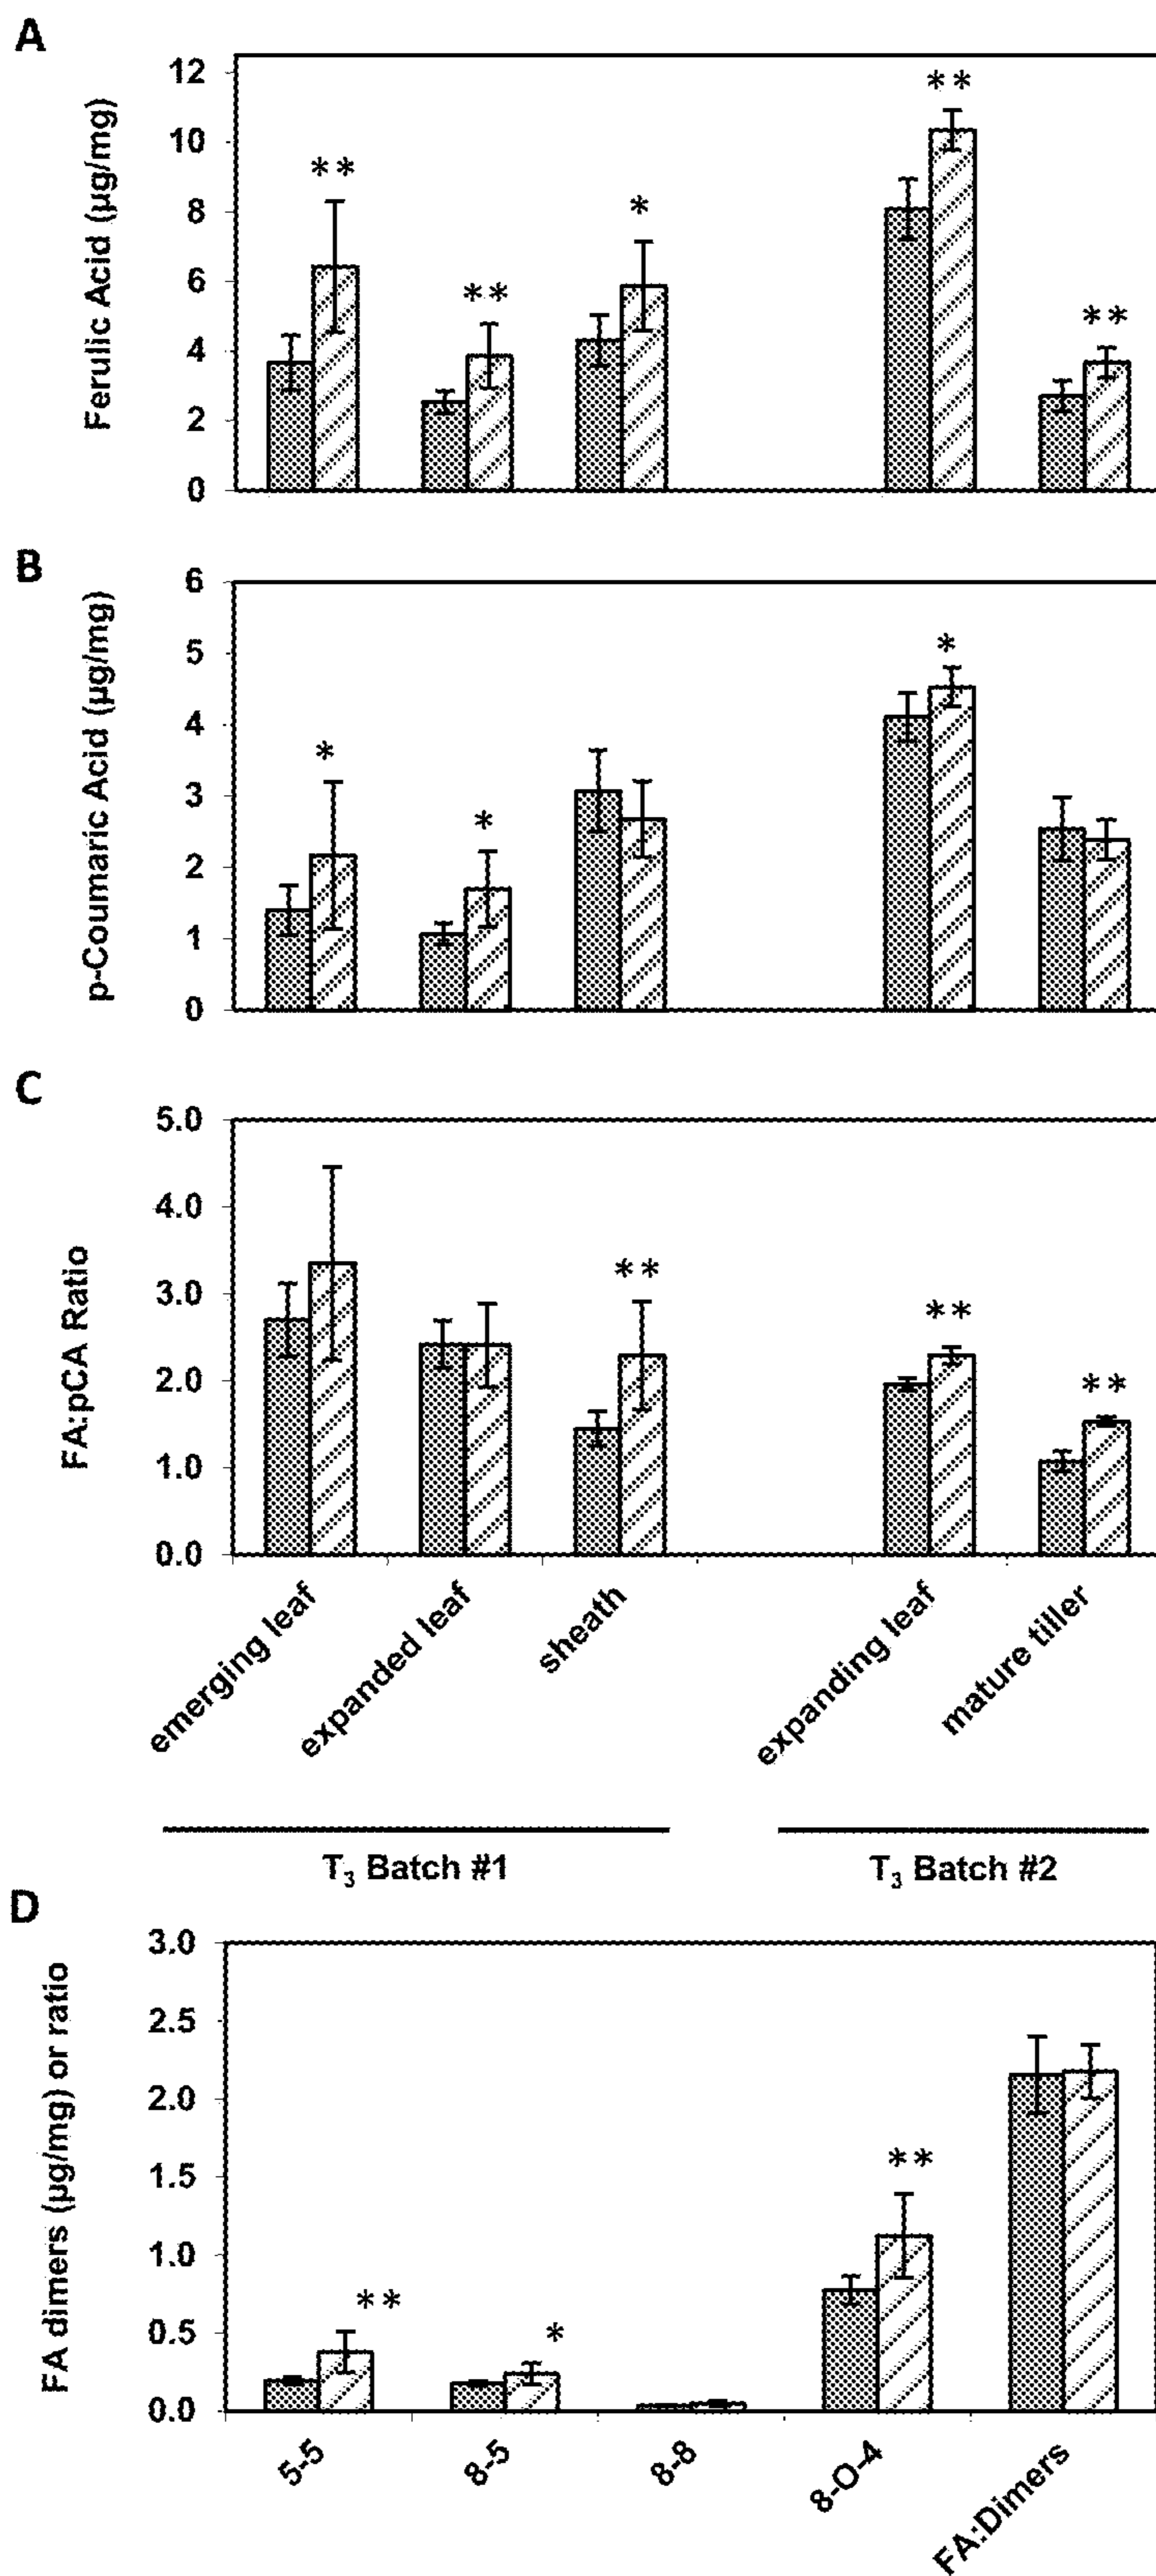 A
Ferulic Acid (µg/mg)
12
10
8
6
4
2
0
**
**
*
**
**
B
p-Coumaric Acid (µg/mg)
6
5
4
3
2
1
0
*
*
*
C
FA:pCA Ratio
5.0
4.0
3.0
2.0
1.0
0.0
**
**
**
emerging leaf
expanded leaf
sheath
expanding leaf
mature tiller
T₃ Batch #1
T₃ Batch #2
D
FA dimers (µg/mg) or ratio
3.0
2.5
2.0
1.5
1.0
0.5
0.0
**
*
**
5-5
8-5
8-8
8-O-4
FA:Dimers